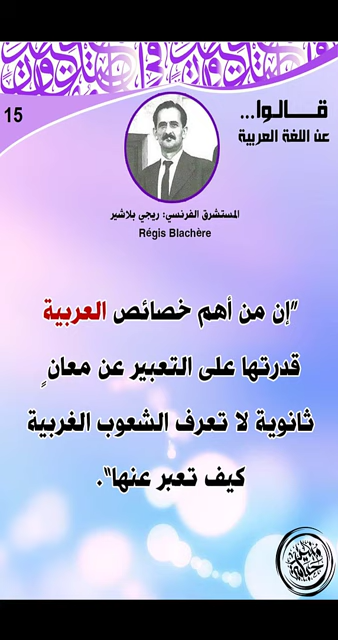 قالوا...
عن اللغة العربية
15
المستشرق الفرنسي: ريجي بلاشير
Régis Blachère
"إن من أهم خصائص العربية
قدرتها على التعبير عن معانٍ
ثانوية لا تعرف الشعوب الغربية
كيف تعبر عنها".